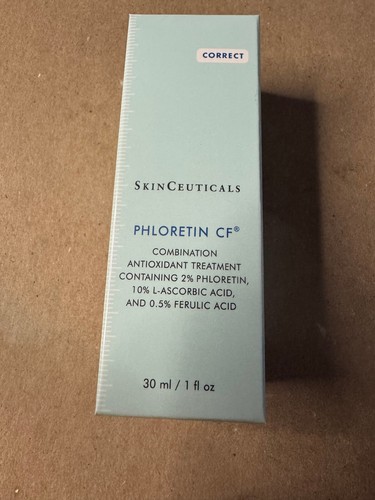 CORRECT
SKINCEUTICALS
PHLORETIN CF®
COMBINATION
ANTIOXIDANT TREATMENT
CONTAINING 2% PHLORETIN,
10% L-ASCORBIC ACID,
AND 0.5% FERULIC ACID
30 ml / 1 fl oz